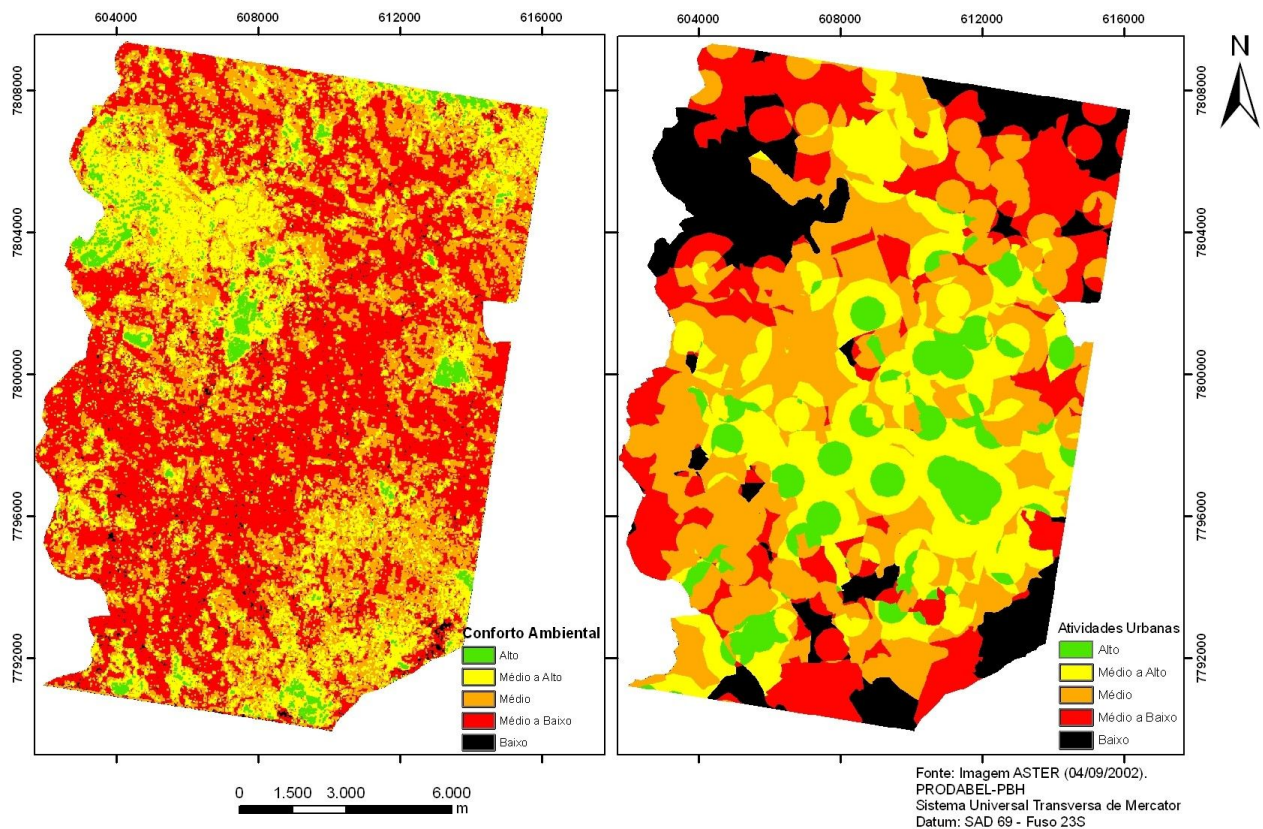 604000 608000 612000 616000
604000 608000 612000 616000
N
7808000
7804000
7800000
7796000
7792000
7808000
7804000
7800000
7796000
7792000
Conforto Ambiental
Alto
Médio a Alto
Médio
Médio a Baixo
Baixo
Atividades Urbanas
Alto
Médio a Alto
Médio
Médio a Baixo
Baixo
0 1.500 3.000 6.000
m
Fonte: Imagem ASTER (04/09/2002).
PRODABEL-PBH
Sistema Universal Transversa de Mercator
Datum: SAD 69 - Fuso 23S